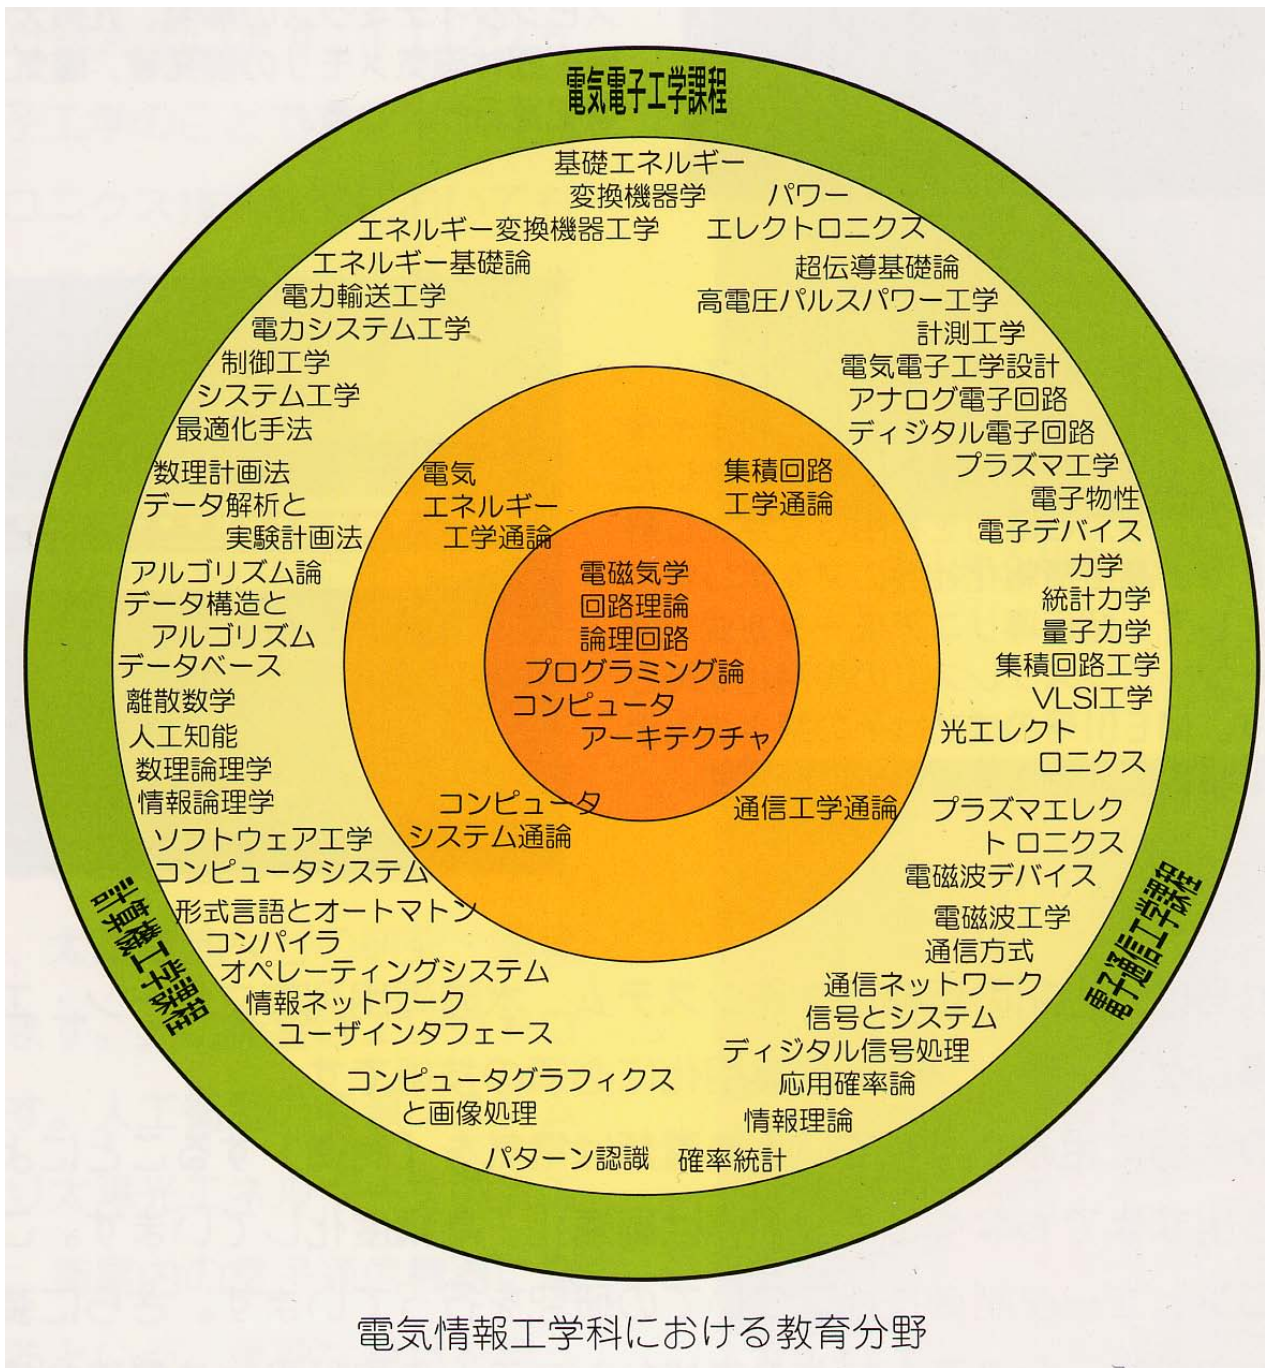 電気電子工学課程
基礎エネルギー
変換機器学
パワー
エレクトロニクス
エネルギー変換機器工学
エネルギー基礎論
電力輸送工学
電力システム工学
制御工学
システム工学
最適化手法
数理計画法
データ解析と
実験計画法
アルゴリズム論
データ構造と
アルゴリズム
データベース
離散数学
人工知能
数理論理学
情報論理学
ソフトウェア工学
コンピュータシステム
形式言語とオートマトン
コンパイラ
オペレーティングシステム
情報ネットワーク
ユーザインタフェース
コンピュータグラフィクス
と画像処理
パターン認識
確率統計
超伝導基礎論
高電圧パルスパワー工学
計測工学
電気電子工学設計
アナログ電子回路
ディジタル電子回路
プラズマ工学
電子物性
電子デバイス
力学
統計力学
量子力学
集積回路工学
VLSI工学
光エレクト
ロニクス
プラズマエレク
ト ロニクス
電磁波デバイス
電磁波工学
通信方式
通信ネットワーク
信号とシステム
ディジタル信号処理
応用確率論
情報理論
電気
エネルギー
工学通論
集積回路
工学通論
電磁気学
回路理論
論理回路
プログラミング論
コンピュータ
アーキテクチャ
コンピュータ
システム通論
通信工学通論
計算機工学課程
電子通信工学課程
電気情報工学科における教育分野